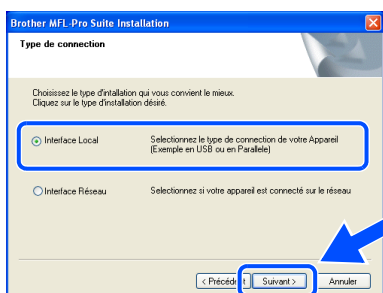 Brother MFL-Pro Suite Installation
Type de connection
Choisissez le type d'intallation qui vous convient le mieux.
Cliquez sur le type d'installation désiré.
Interface Local
Selectionnez le type de connection de votre Appareil
(Exemple en USB ou en Parallele)
Interface Réseau
Selectionnez si votre appareil est connecté sur le réseau
< Précédent Suivant > Annuler